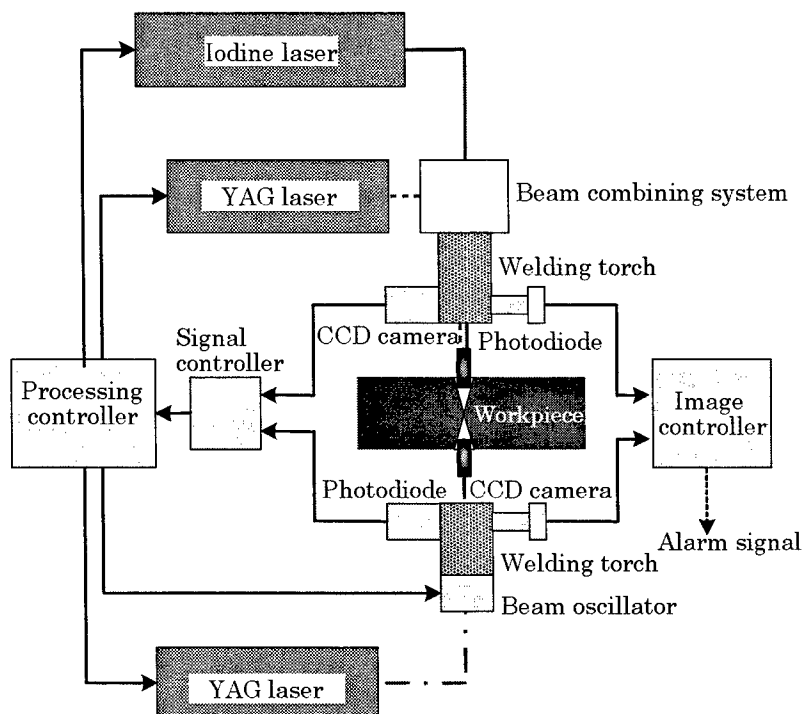 Iodine laser
YAG laser
Beam combining system
Welding torch
CCD camera
Photodiode
Signal
controller
Processing
controller
Workpiece
Image
controller
Photodiode
CCD camera
Alarm signal
Welding torch
Beam oscillator
YAG laser